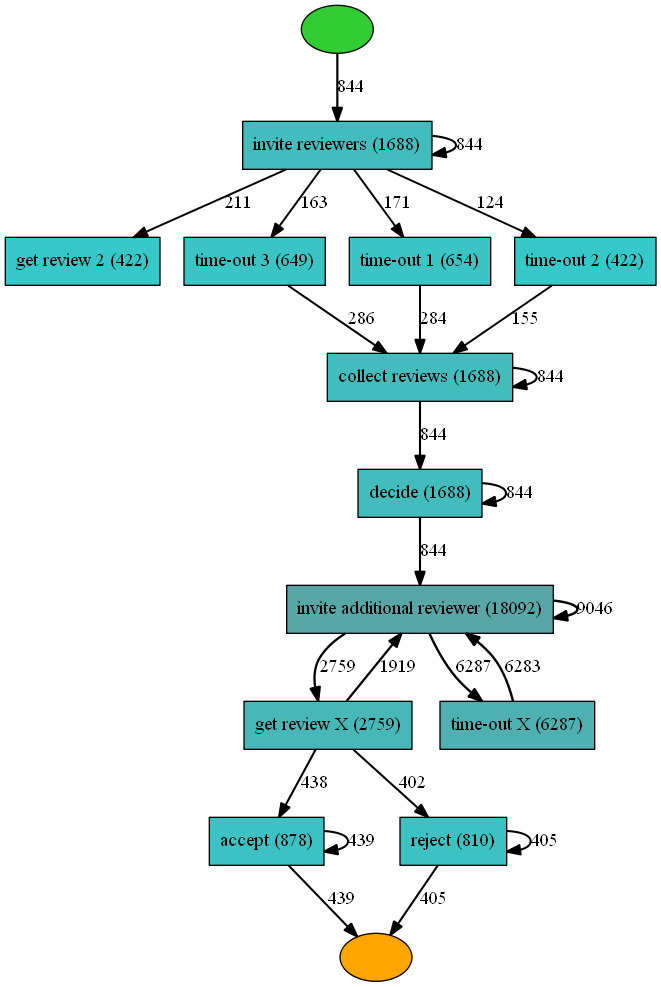 844
invite reviewers (1688)
844
211
163
171
124
get review 2 (422)
time-out 3 (649)
time-out 1 (654)
time-out 2 (422)
286
284
155
collect reviews (1688)
844
844
decide (1688)
844
844
invite additional reviewer (18092)
9046
2759
1919
6287
6283
get review X (2759)
time-out X (6287)
438
402
accept (878)
439
reject (810)
405
439
405